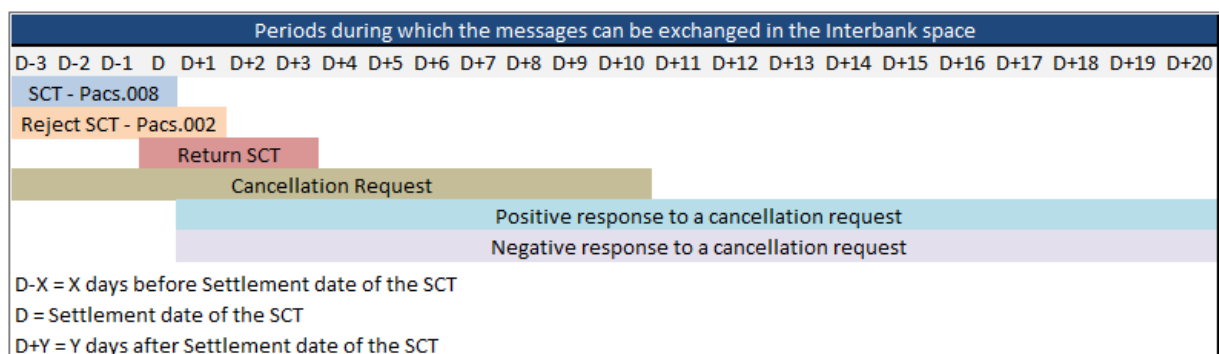 Periods during which the messages can be exchanged in the Interbank space
D-3 D-2 D-1 D D+1 D+2 D+3 D+4 D+5 D+6 D+7 D+8 D+9 D+10 D+11 D+12 D+13 D+14 D+15 D+16 D+17 D+18 D+19 D+20
SCT - Pacs.008
Reject SCT - Pacs.002
Return SCT
Cancellation Request
Positive response to a cancellation request
Negative response to a cancellation request
D-X = X days before Settlement date of the SCT
D = Settlement date of the SCT
D+Y = Y days after Settlement date of the SCT